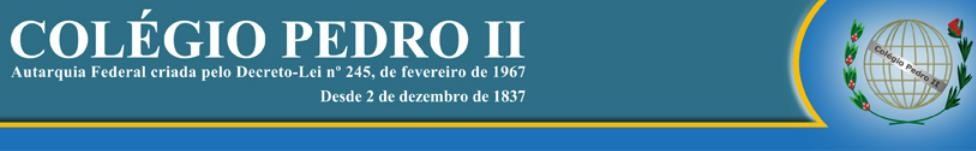 COLÉGIO PEDRO II
Autarquia Federal criada pelo Decreto-Lei nº 245, de fevereiro de 1967
Desde 2 de dezembro de 1837
Colégio Pedro II